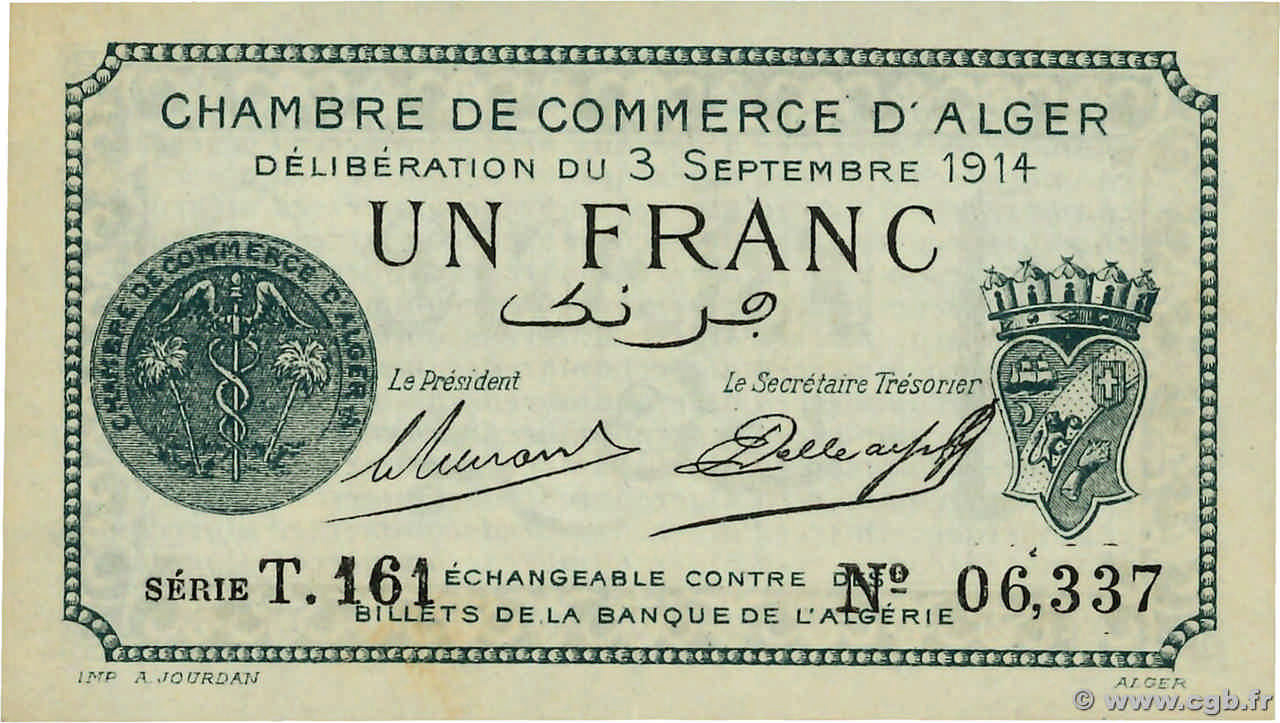 CHAMBRE DE COMMERCE D'ALGER
DÉLIBÉRATION DU 3 SEPTEMBRE 1914
UN FRANC
فرنک
CHAMBRE DE COMMERCE D'ALGER
Le Président
Le Secrétaire Trésorier
SÉRIE T. 161
ÉCHANGEABLE CONTRE DES
BILLETS DE LA BANQUE DE L'ALGÉRIE
Nº 06,337
IMP A. JOURDAN
ALGER
© www.cgb.fr